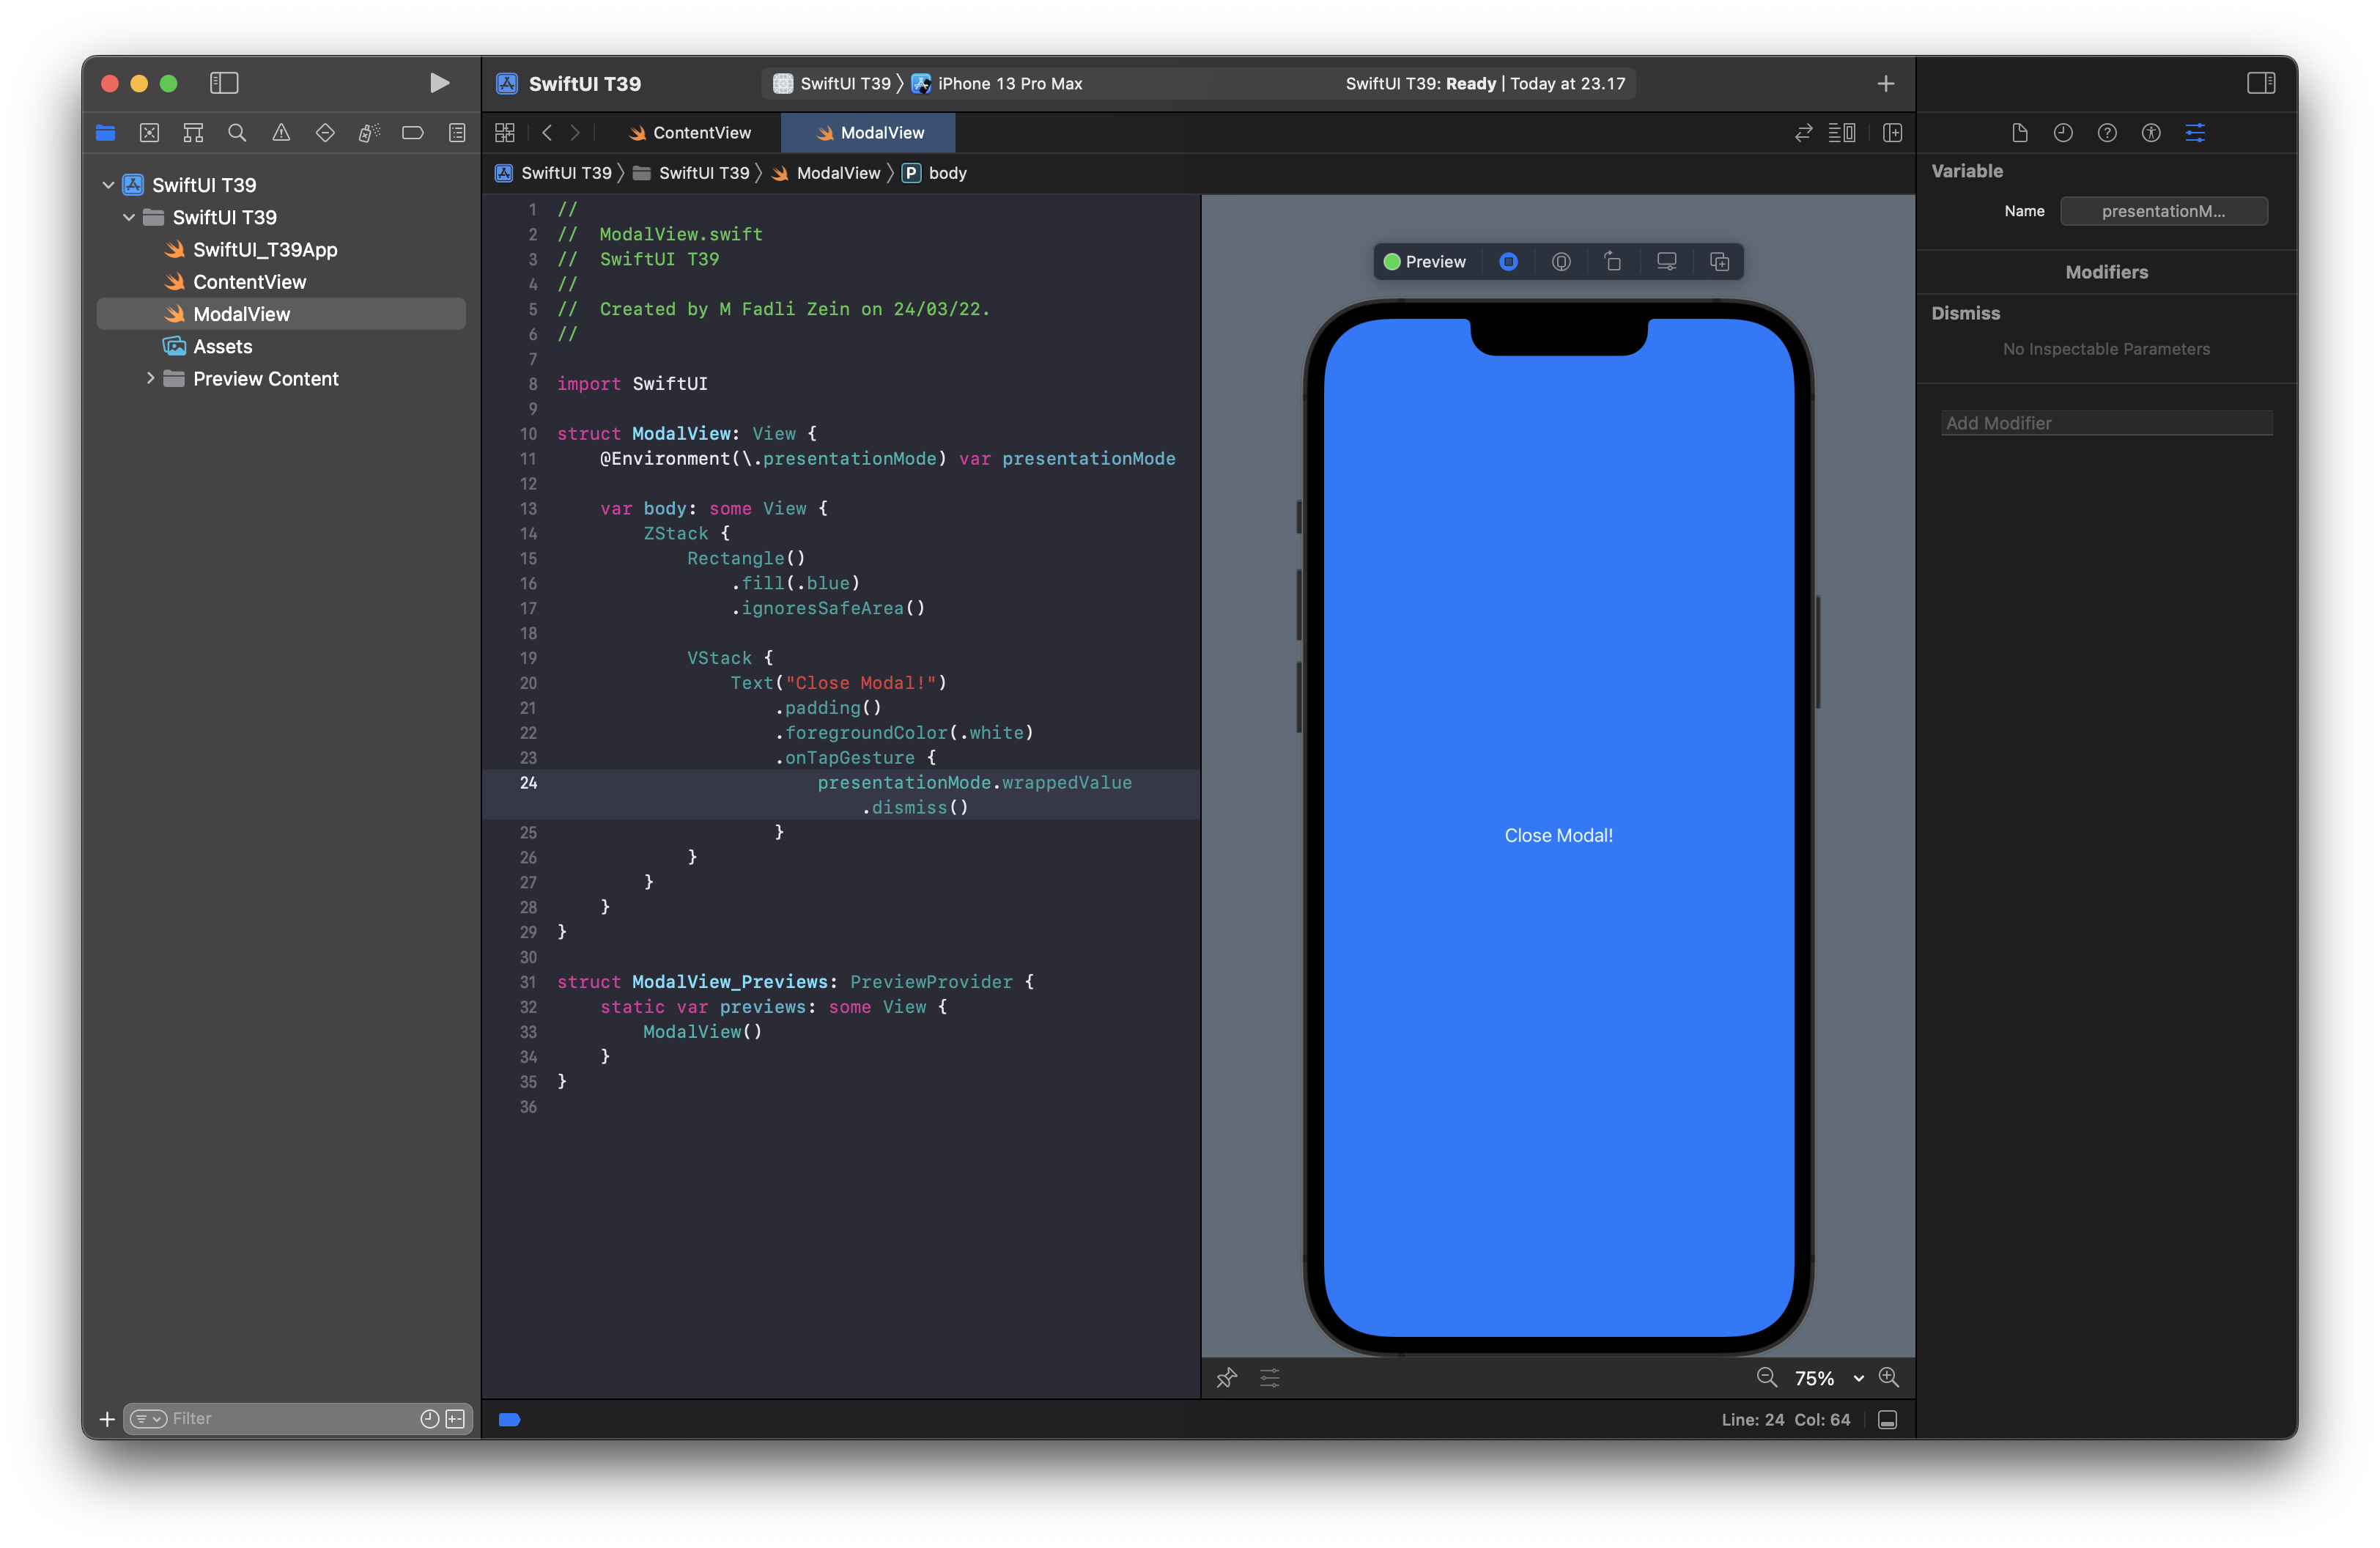 SwiftUI T39
SwiftUI T39 〉 iPhone 13 Pro Max
SwiftUI T39: Ready | Today at 23.17
ContentView
ModalView
SwiftUI T39 〉 SwiftUI T39 〉 ModalView 〉 P body
SwiftUI T39
SwiftUI T39
SwiftUI_T39App
ContentView
ModalView
Assets
Preview Content
Filter
1 //
2 //  ModalView.swift
3 //  SwiftUI T39
4 //
5 //  Created by M Fadli Zein on 24/03/22.
6 //
7
8 import SwiftUI
9
10 struct ModalView: View {
11     @Environment(\.presentationMode) var presentationMode
12
13     var body: some View {
14         ZStack {
15             Rectangle()
16                 .fill(.blue)
17                 .ignoresSafeArea()
18
19             VStack {
20                 Text("Close Modal!")
21                     .padding()
22                     .foregroundColor(.white)
23                     .onTapGesture {
24                         presentationMode.wrappedValue
                            .dismiss()
25                     }
26             }
27         }
28     }
29 }
30
31 struct ModalView_Previews: PreviewProvider {
32     static var previews: some View {
33         ModalView()
34     }
35 }
36
Preview
Close Modal!
75%
Line: 24  Col: 64
Variable
Name presentationM...
Modifiers
Dismiss
No Inspectable Parameters
Add Modifier